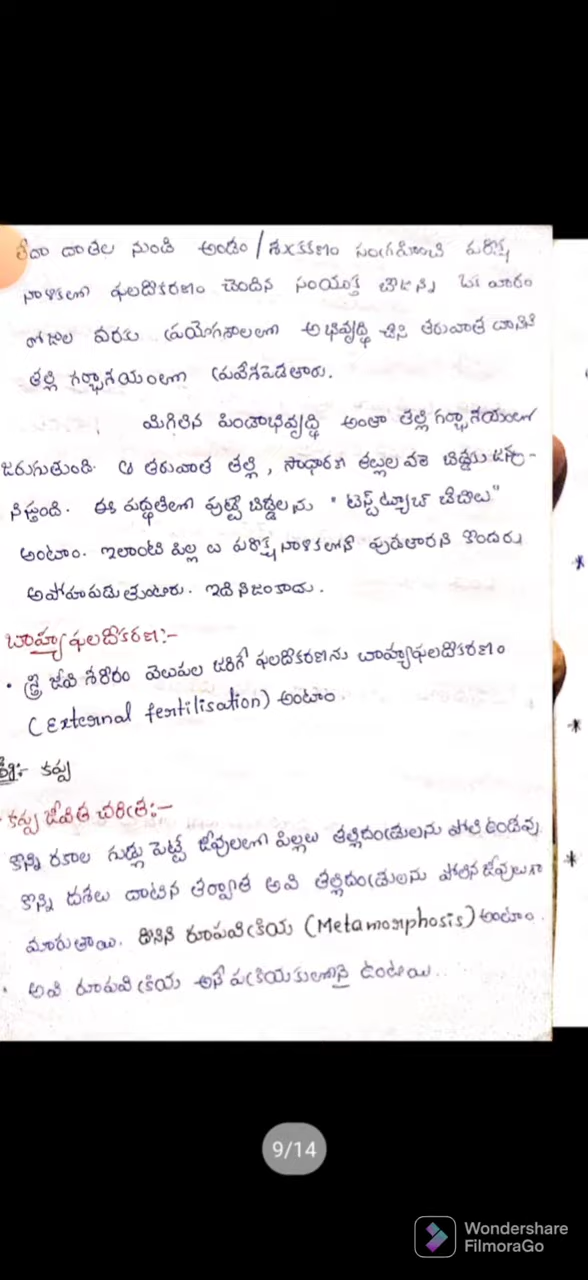 లేదా దాతల నుండి అండం / శుక్రకణం సంగ్రహించి పరీక్ష
నాళికలో ఫలదీకరణం చెందిన సంయుక్త బీజాన్ని ఓ వారం
రోజుల వరకు ప్రయోగశాలలో అభివృద్ధి చేసి తరువాత దానిని
తల్లి గర్భాశయంలో ప్రవేశపెడతారు.
మిగిలిన పిండాభివృద్ధి అంతా తల్లి గర్భాశయంలో
జరుగుతుంది. ఆ తరువాత తల్లి, సాధారణ తల్లుల వలె బిడ్డకు జన్మ-
నిస్తుంది. ఈ పద్ధతిలో పుట్టే బిడ్డలను "టెస్ట్‌ట్యూబ్ బేబీలు"
అంటాం. ఇలాంటి పిల్లలు పరీక్ష నాళికలోనే పుడుతారని కొందరు
అపోహపడుతుంటారు. ఇది నిజంకాదు.
బాహ్య ఫలదీకరణ:-
• స్త్రీ జీవి శరీరం వెలుపల జరిగే ఫలదీకరణను బాహ్యఫలదీకరణం
(External fertilisation) అంటాం.
కప్ప
కప్ప జీవిత చరిత్ర:-
కొన్ని రకాల గుడ్లు పెట్టే జీవులలో పిల్లలు తల్లిదండ్రులను పోలి ఉండవు.
కొన్ని దశలు దాటిన తర్వాత అవి తల్లిదండ్రులను పోలిన జీవులుగా
మారుతాయి. దీనిని రూపవిక్రియ (Metamorphosis) అంటాం.
• అవి రూపవిక్రియ అనే ప్రక్రియకులోనై ఉంటాయి..
9/14
Wondershare
FilmoraGo